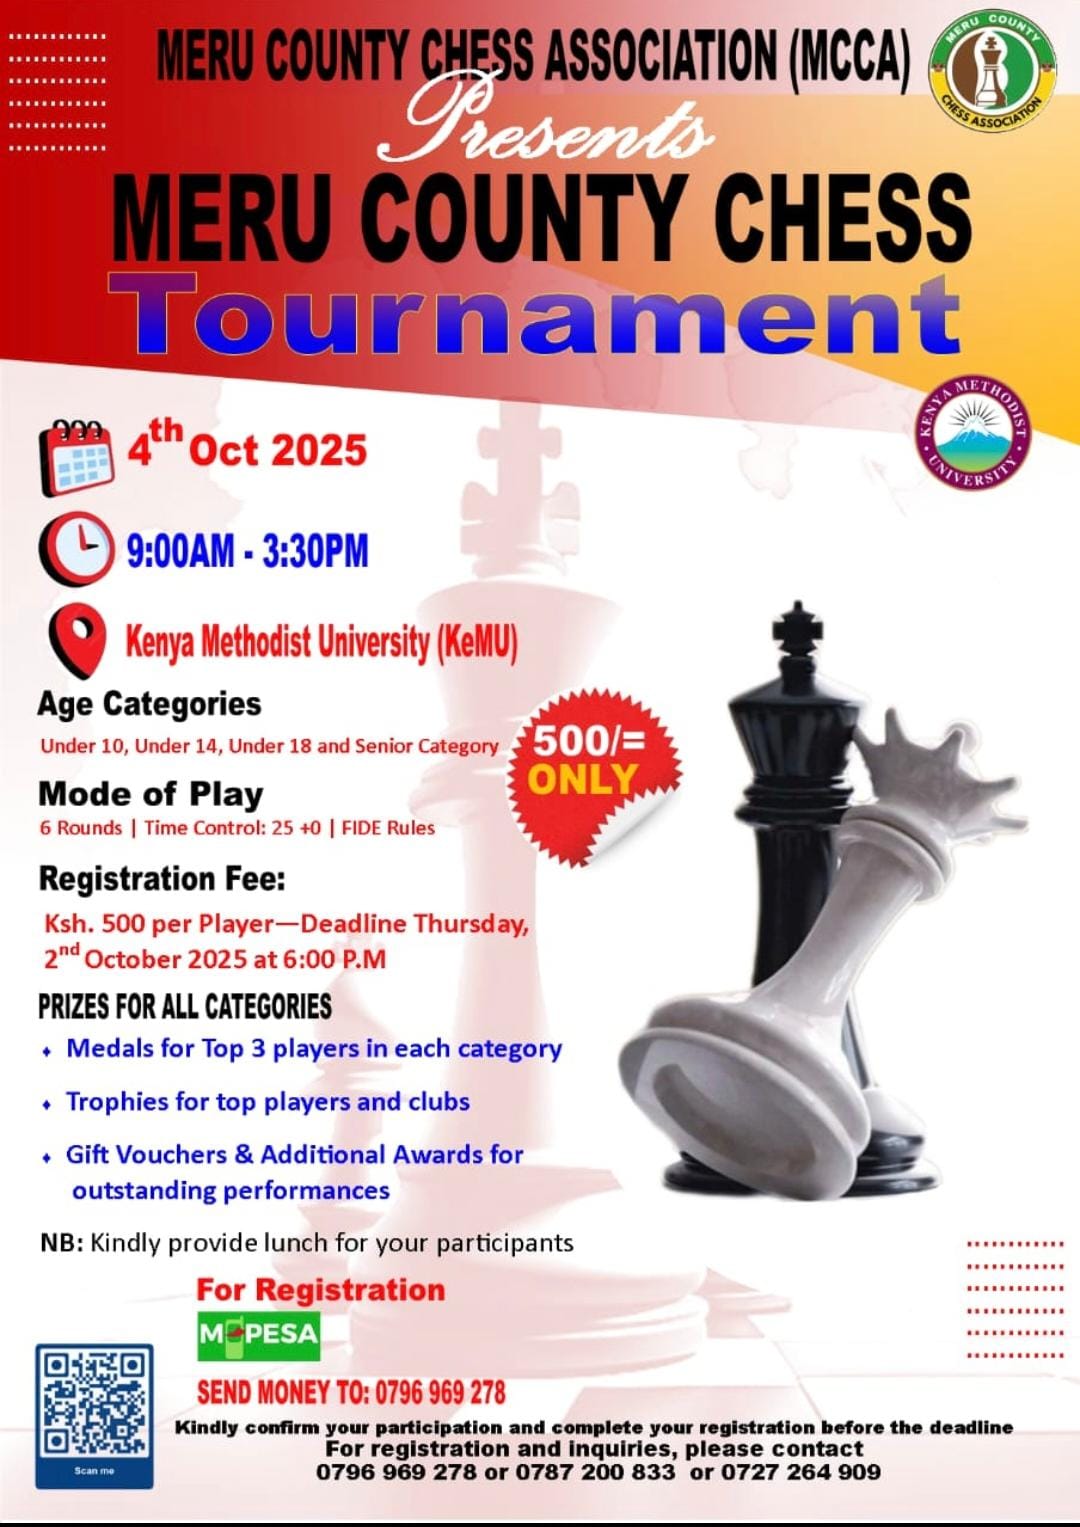 MERU COUNTY CHESS ASSOCIATION (MCCA)
Presents
MERU COUNTY CHESS
Tournament
MERU COUNTY
CHESS ASSOCIATION
KENYA METHODIST
UNIVERSITY
4th Oct 2025
9:00AM - 3:30PM
Kenya Methodist University (KeMU)
Age Categories
Under 10, Under 14, Under 18 and Senior Category
500/=
ONLY
Mode of Play
6 Rounds | Time Control: 25 +0 | FIDE Rules
Registration Fee:
Ksh. 500 per Player—Deadline Thursday,
2nd October 2025 at 6:00 P.M
PRIZES FOR ALL CATEGORIES
Medals for Top 3 players in each category
Trophies for top players and clubs
Gift Vouchers & Additional Awards for
outstanding performances
NB: Kindly provide lunch for your participants
For Registration
M-PESA
SEND MONEY TO: 0796 969 278
Scan me
Kindly confirm your participation and complete your registration before the deadline
For registration and inquiries, please contact
0796 969 278 or 0787 200 833 or 0727 264 909